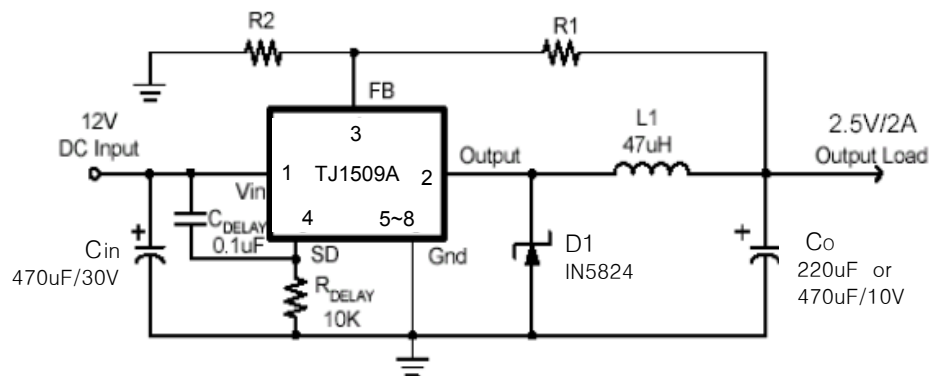 R2
R1
FB
3
12V
DC Input
L1
47uH
2.5V/2A
Output Load
Output
1
TJ1509A
2
Vin
4
5~8
CDELAY
0.1uF
SD
Gnd
+
Cin
470uF/30V
RDELAY
10K
D1
IN5824
+
Co
220uF or
470uF/10V